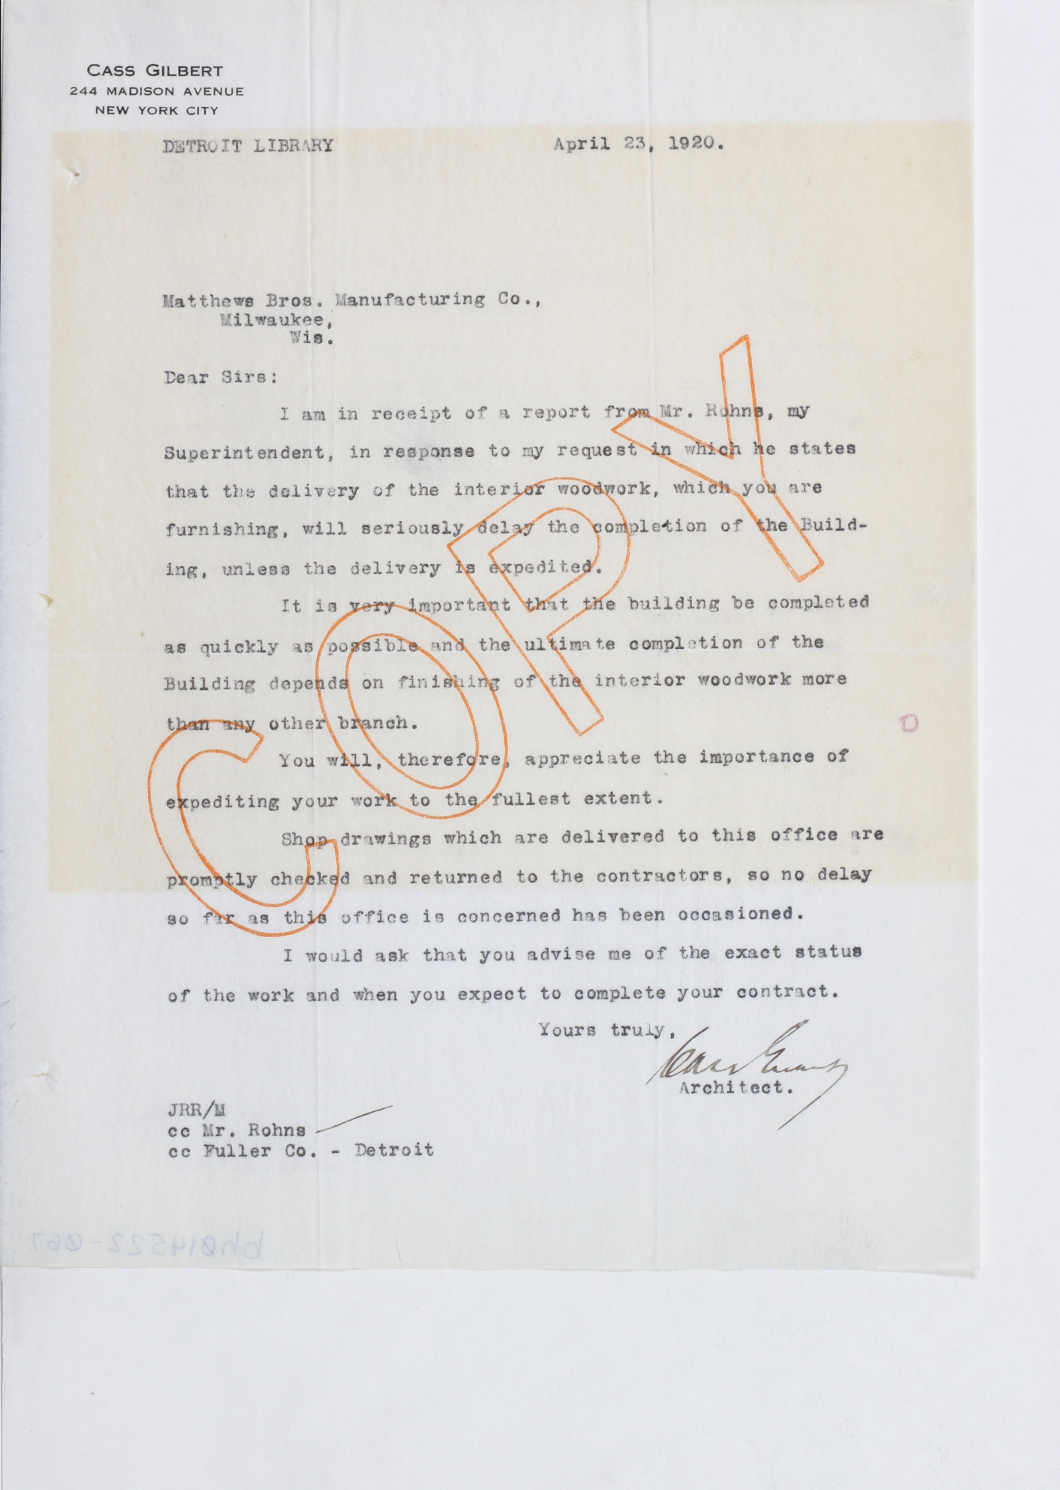 CASS GILBERT
244 MADISON AVENUE
NEW YORK CITY
DETROIT LIBRARY April 23, 1920.
Matthews Bros. Manufacturing Co.,
Milwaukee,
Wis.
Dear Sirs:
I am in receipt of a report from Mr. Rohns, my
Superintendent, in response to my request in which he states
that the delivery of the interior woodwork, which you are
furnishing, will seriously delay the completion of the Build-
ing, unless the delivery is expedited.
It is very important that the building be completed
as quickly as possible and the ultimate completion of the
Building depends on finishing of the interior woodwork more
than any other branch.
You will, therefore, appreciate the importance of
expediting your work to the fullest extent.
Shop drawings which are delivered to this office are
promptly checked and returned to the contractors, so no delay
so far as this office is concerned has been occasioned.
I would ask that you advise me of the exact status
of the work and when you expect to complete your contract.
Yours truly,
Cass Gilbert
Architect.
JRR/M
cc Mr. Rohns
cc Fuller Co. - Detroit
COPY
bh014522-067